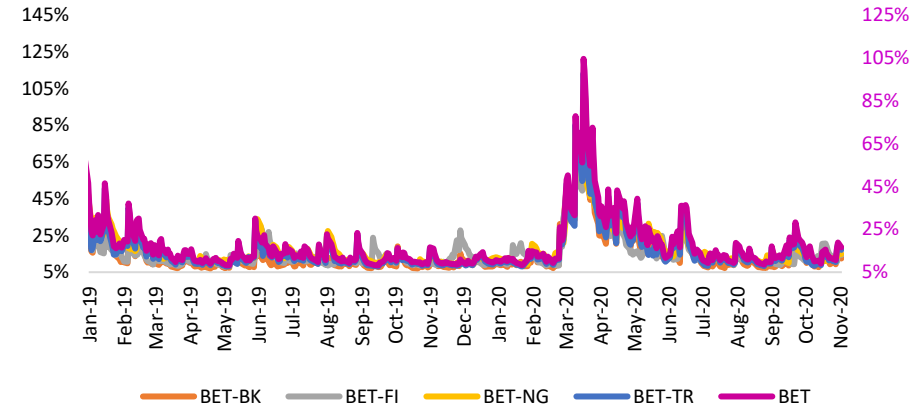 145%
125%
105%
85%
65%
45%
25%
5%
125%
105%
85%
65%
45%
25%
5%
Jan-19
Feb-19
Mar-19
Apr-19
May-19
Jun-19
Jul-19
Aug-19
Sep-19
Oct-19
Nov-19
Dec-19
Jan-20
Feb-20
Mar-20
Apr-20
May-20
Jun-20
Jul-20
Aug-20
Sep-20
Oct-20
Nov-20
BET-BK BET-FI BET-NG BET-TR BET